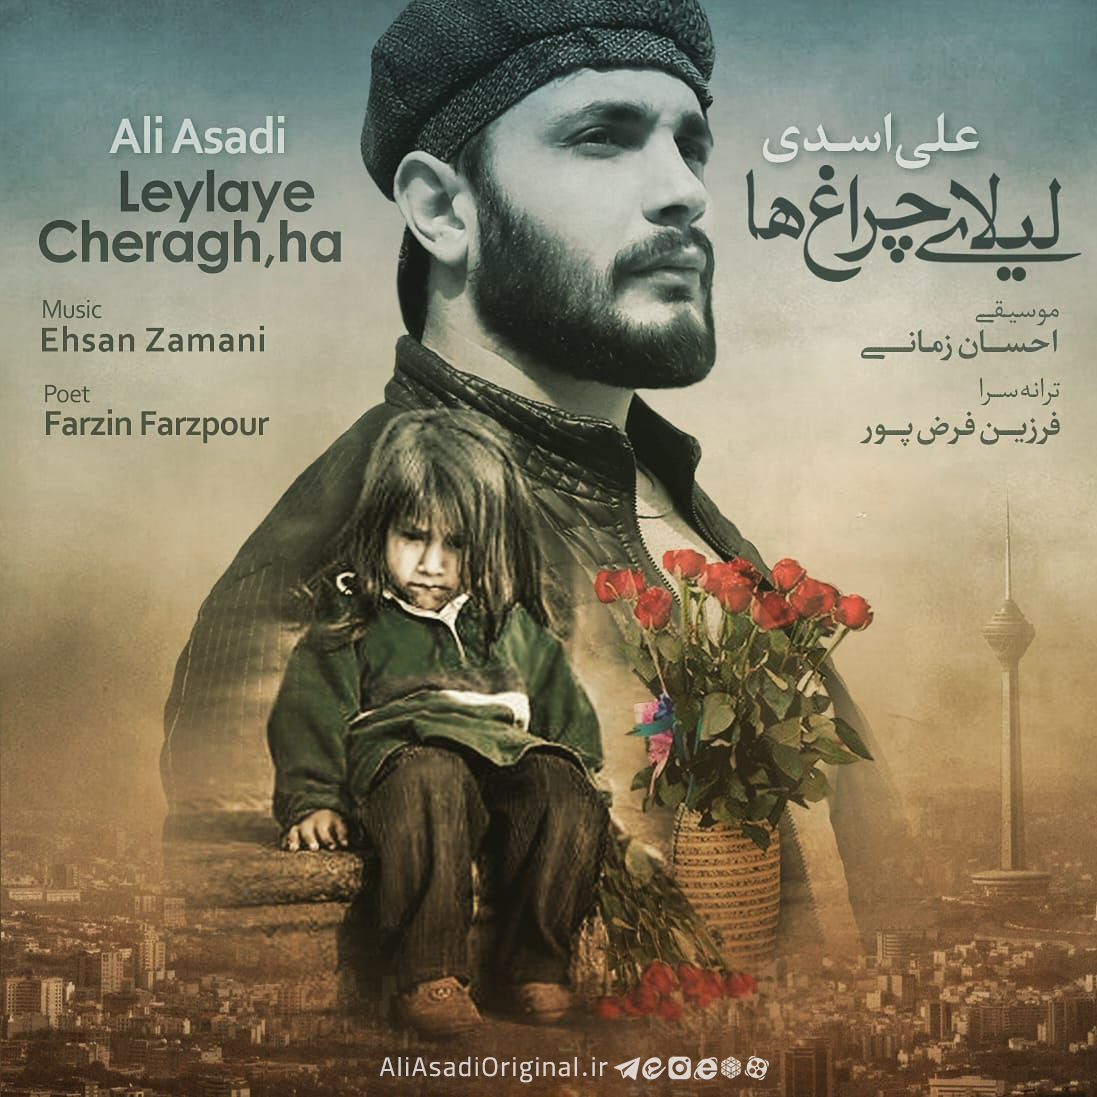 Ali Asadi
Leylaye
Cheragh,ha
Music
Ehsan Zamani
Poet
Farzin Farzpour
علی اسدی
لیلای چراغ ها
موسیقی
احسان زمانی
ترانه سرا
فرزین فرض پور
AliAsadiOriginal.ir